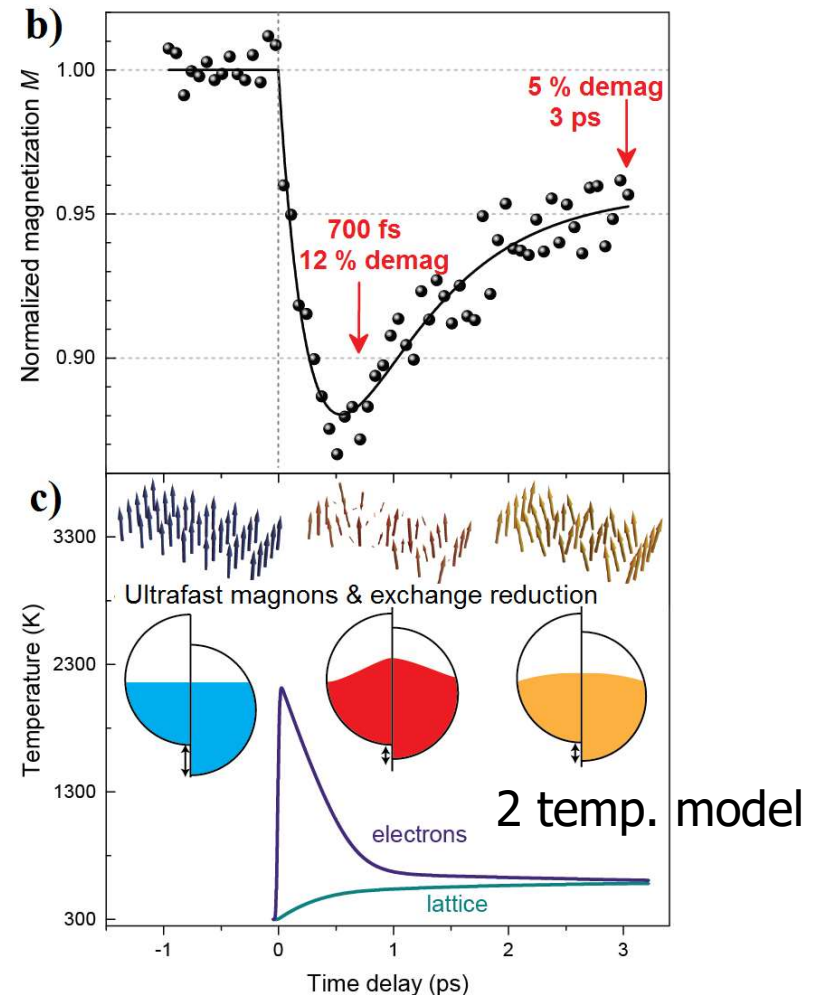 b)
Normalized magnetization M
1.00
0.95
0.90
5 % demag
3 ps
700 fs
12 % demag
c)
Temperature (K)
3300
2300
1300
300
Ultrafast magnons & exchange reduction
2 temp. model
electrons
lattice
-1
0
1
2
3
Time delay (ps)